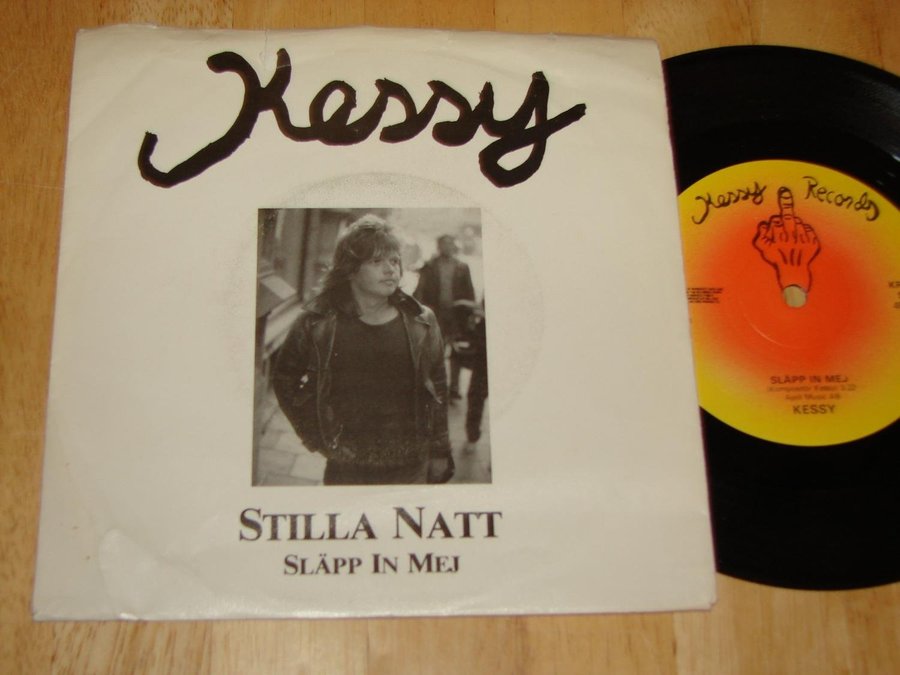 Kessy
STILLA NATT
SLÄPP IN MEJ
Kessy Records
SLÄPP IN MEJ
KESSY